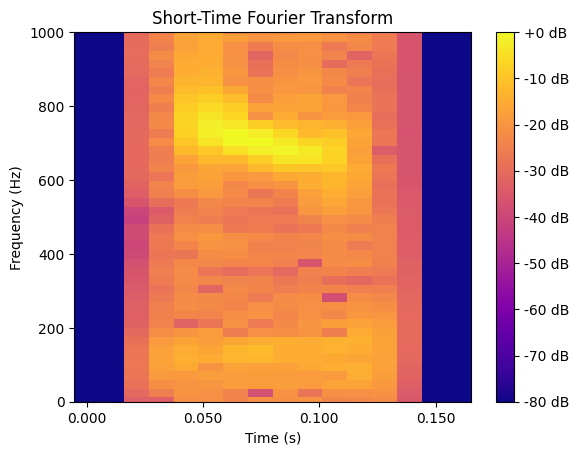 Short-Time Fourier Transform
Frequency (Hz)
1000
800
600
400
200
0
0.000
0.050
0.100
0.150
Time (s)
+0 dB
-10 dB
-20 dB
-30 dB
-40 dB
-50 dB
-60 dB
-70 dB
-80 dB